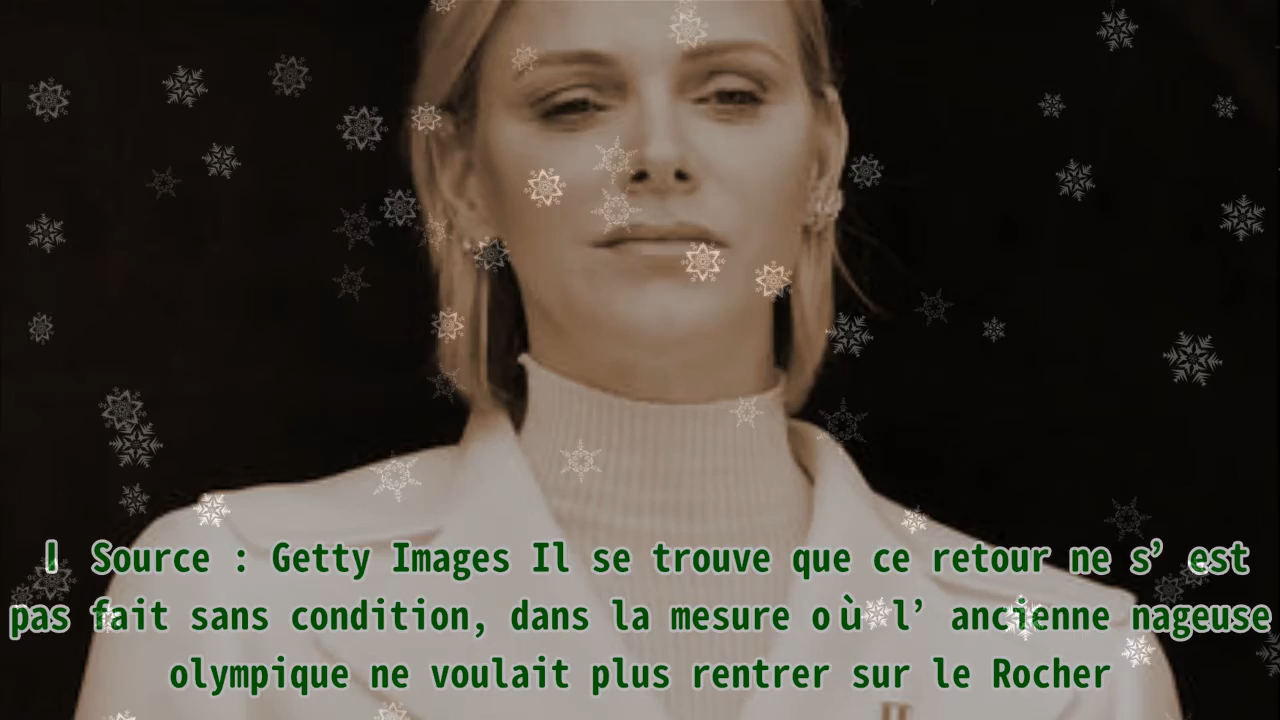 | Source : Getty Images Il se trouve que ce retour ne s’ est
pas fait sans condition, dans la mesure où l’ ancienne nageuse
olympique ne voulait plus rentrer sur le Rocher